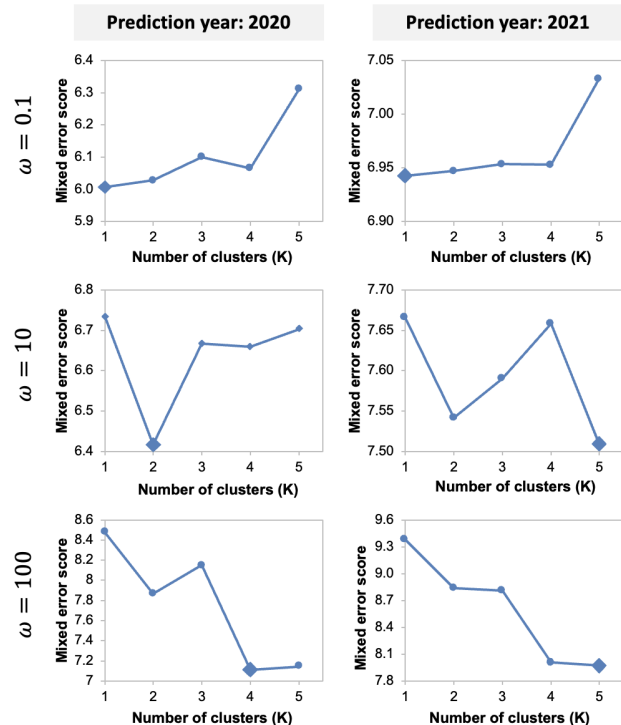 Prediction year: 2020
Prediction year: 2021
ω = 0.1
Mixed error score
6.4
6.3
6.2
6.1
6.0
5.9
1 2 3 4 5
Number of clusters (K)
Mixed error score
7.05
7.00
6.95
6.90
1 2 3 4 5
Number of clusters (K)
ω = 10
Mixed error score
6.8
6.7
6.6
6.5
6.4
1 2 3 4 5
Number of clusters (K)
Mixed error score
7.70
7.65
7.60
7.55
7.50
1 2 3 4 5
Number of clusters (K)
ω = 100
Mixed error score
8.6
8.4
8.2
8
7.8
7.6
7.4
7.2
7
1 2 3 4 5
Number of clusters (K)
Mixed error score
9.6
9.3
9.0
8.7
8.4
8.1
7.8
1 2 3 4 5
Number of clusters (K)